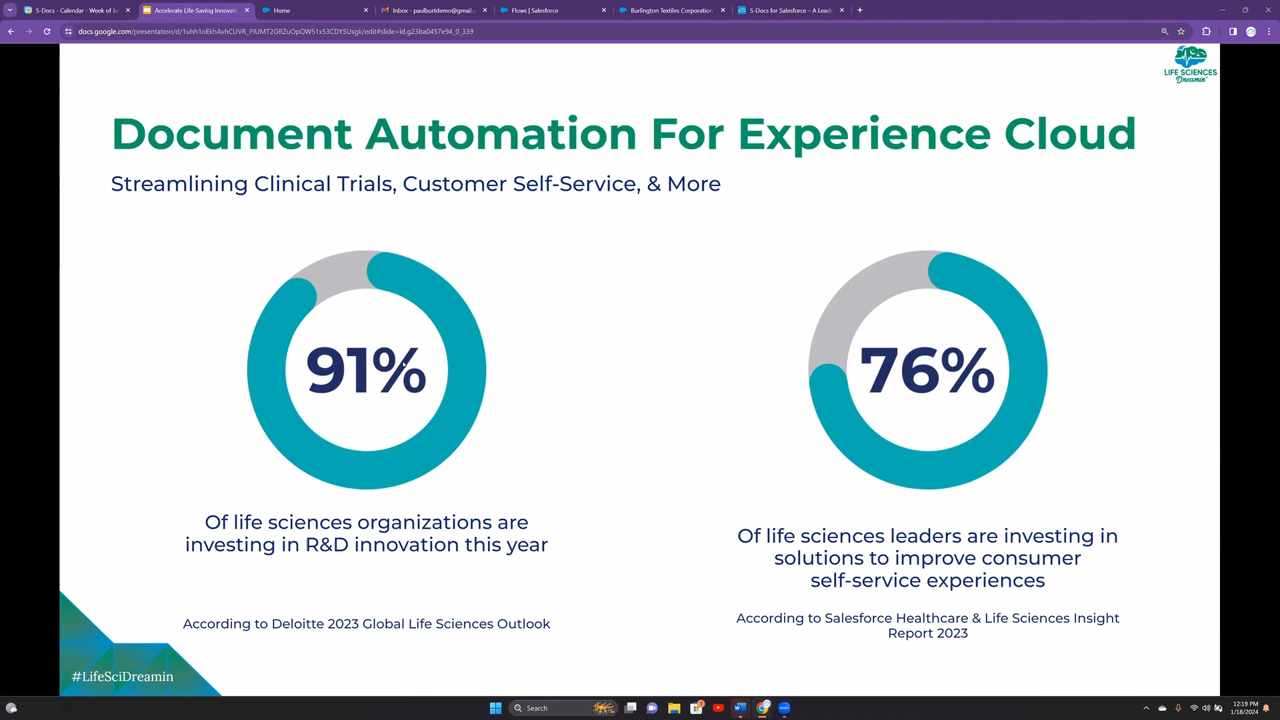 S-Docs - Calendar - Week of Ja
Accelerate Life-Saving Innovati
Home
Inbox - paulburtdemo@gmail.
Flows | Salesforce
Burlington Textiles Corporation
S-Docs for Salesforce – A Lead
docs.google.com/presentation/d/1uhh1oEkhAvhCUVR_PiUMT2GRZuOpOW51x53CDYSUsgk/edit#slide=id.g23ba0457e94_0_339
LIFE SCIENCES
Dreamin'
Document Automation For Experience Cloud
Streamlining Clinical Trials, Customer Self-Service, & More
91%
76%
Of life sciences organizations are
investing in R&D innovation this year
According to Deloitte 2023 Global Life Sciences Outlook
Of life sciences leaders are investing in
solutions to improve consumer
self-service experiences
According to Salesforce Healthcare & Life Sciences Insight
Report 2023
#LifeSciDreamin
Search
12:19 PM
1/18/2024